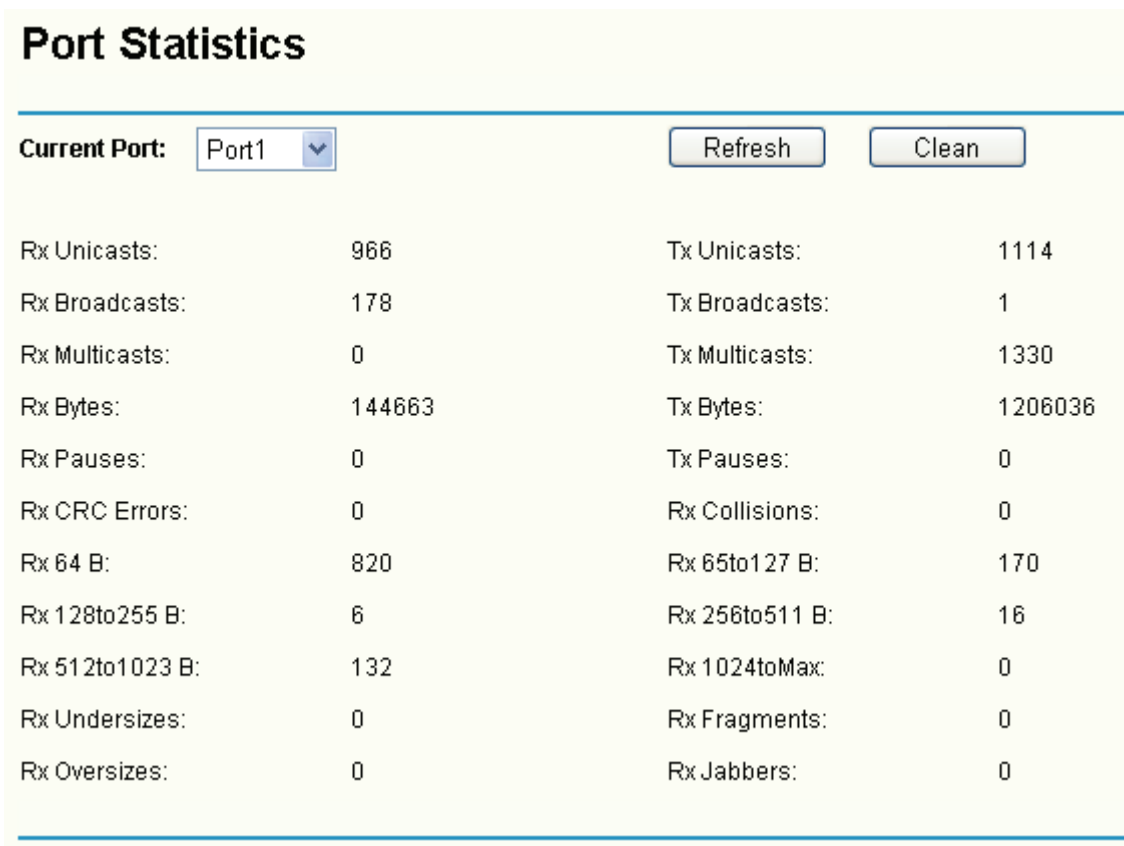 Port Statistics
Current Port: Port1 Refresh Clean
Rx Unicasts: 966 Tx Unicasts: 1114
Rx Broadcasts: 178 Tx Broadcasts: 1
Rx Multicasts: 0 Tx Multicasts: 1330
Rx Bytes: 144663 Tx Bytes: 1206036
Rx Pauses: 0 Tx Pauses: 0
Rx CRC Errors: 0 Rx Collisions: 0
Rx 64 B: 820 Rx 65to127 B: 170
Rx 128to255 B: 6 Rx 256to511 B: 16
Rx 512to1023 B: 132 Rx 1024toMax: 0
Rx Undersizes: 0 Rx Fragments: 0
Rx Oversizes: 0 Rx Jabbers: 0